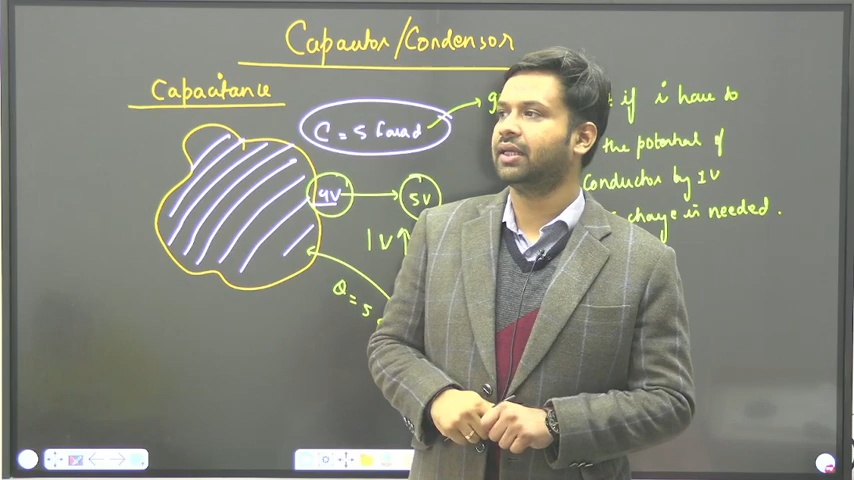 Capacitor/Condensor
Capacitance
C = 5 Farad
if i have to
the potential of
conductor by 1V
charge is needed.
4V
5V
1V↑
Q = 5